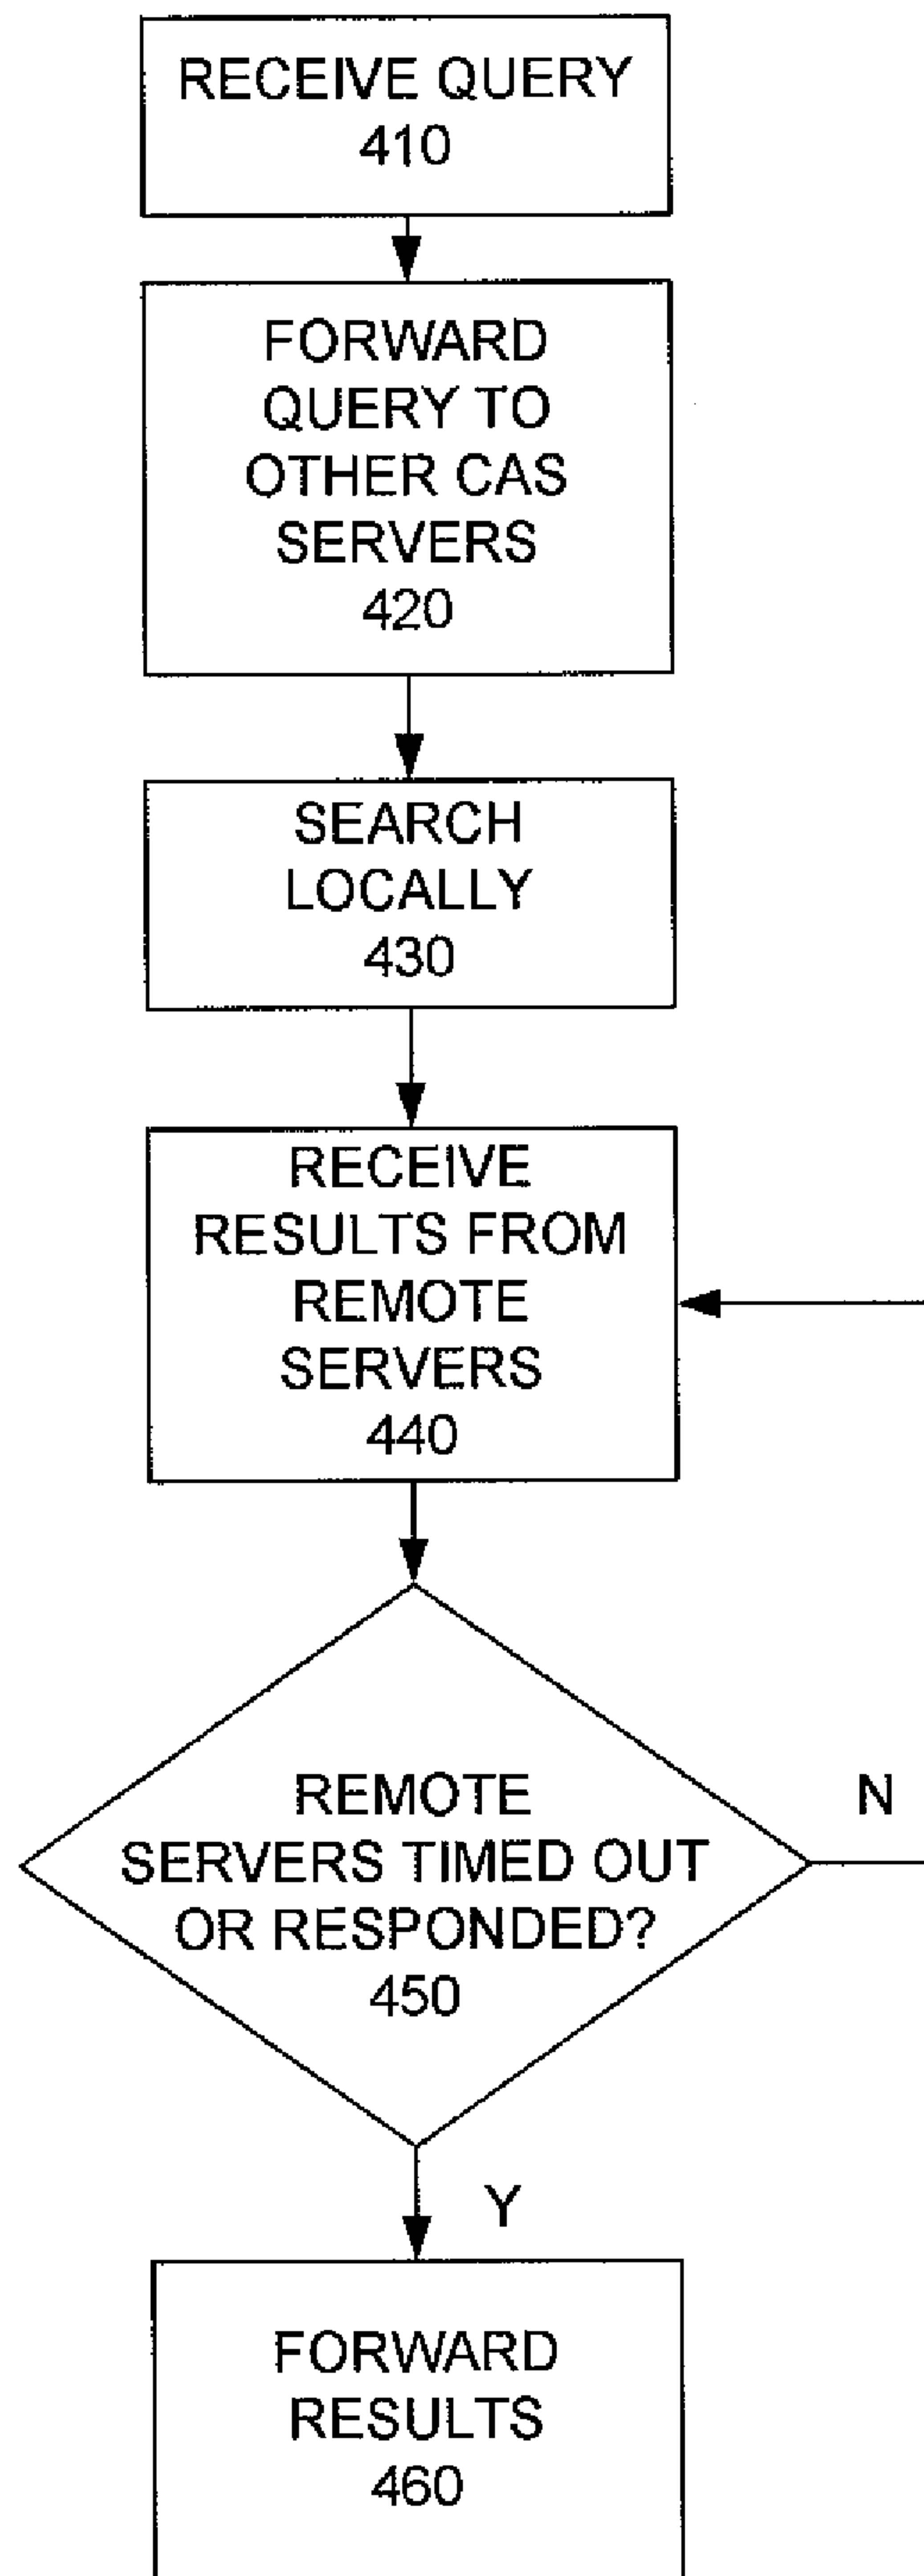 RECEIVE QUERY
410
FORWARD
QUERY TO
OTHER CAS
SERVERS
420
SEARCH
LOCALLY
430
RECEIVE
RESULTS FROM
REMOTE
SERVERS
440
REMOTE
SERVERS TIMED OUT
OR RESPONDED?
450
N
Y
FORWARD
RESULTS
460